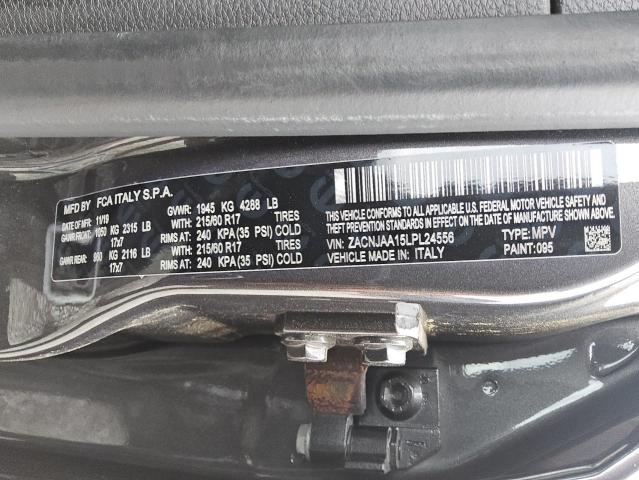 MFD BY: FCA ITALY S.P.A.
DATE OF MFR: 11/19 GVWR: 1945 KG 4288 LB
GAWR FRONT: 1050 KG 2315 LB WITH 215/60 R17 TIRES
17x7 RIMS AT: 240 KPA (35 PSI) COLD
GAWR REAR: 960 KG 2116 LB WITH 215/60 R17 TIRES
17x7 RIMS AT: 240 KPA (35 PSI) COLD
THIS VEHICLE CONFORMS TO ALL APPLICABLE U.S. FEDERAL MOTOR VEHICLE SAFETY
BUMPER, AND THEFT PREVENTION STANDARDS IN EFFECT ON THE DATE OF MANUFACTURE SHOWN ABOVE.
VIN: ZACNJAA15LPL24556 TYPE: MPV
VEHICLE MADE IN: ITALY PAINT: 095